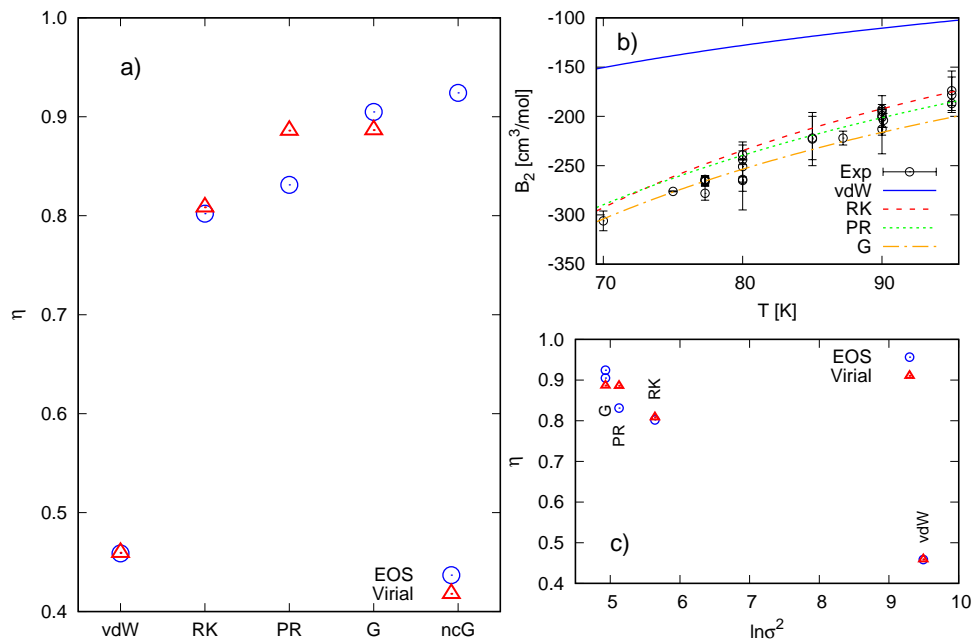 a)
η
1.0
0.9
0.8
0.7
0.6
0.5
0.4
vdW RK PR G ncG
EOS
Virial
b)
B2 [cm³/mol]
-100
-150
-200
-250
-300
-350
70 80 90
T [K]
Exp
vdW
RK
PR
G
c)
η
1.0
0.9
0.8
0.7
0.6
0.5
0.4
5 6 7 8 9 10
lnσ²
EOS
Virial
G
PR
RK
vdW